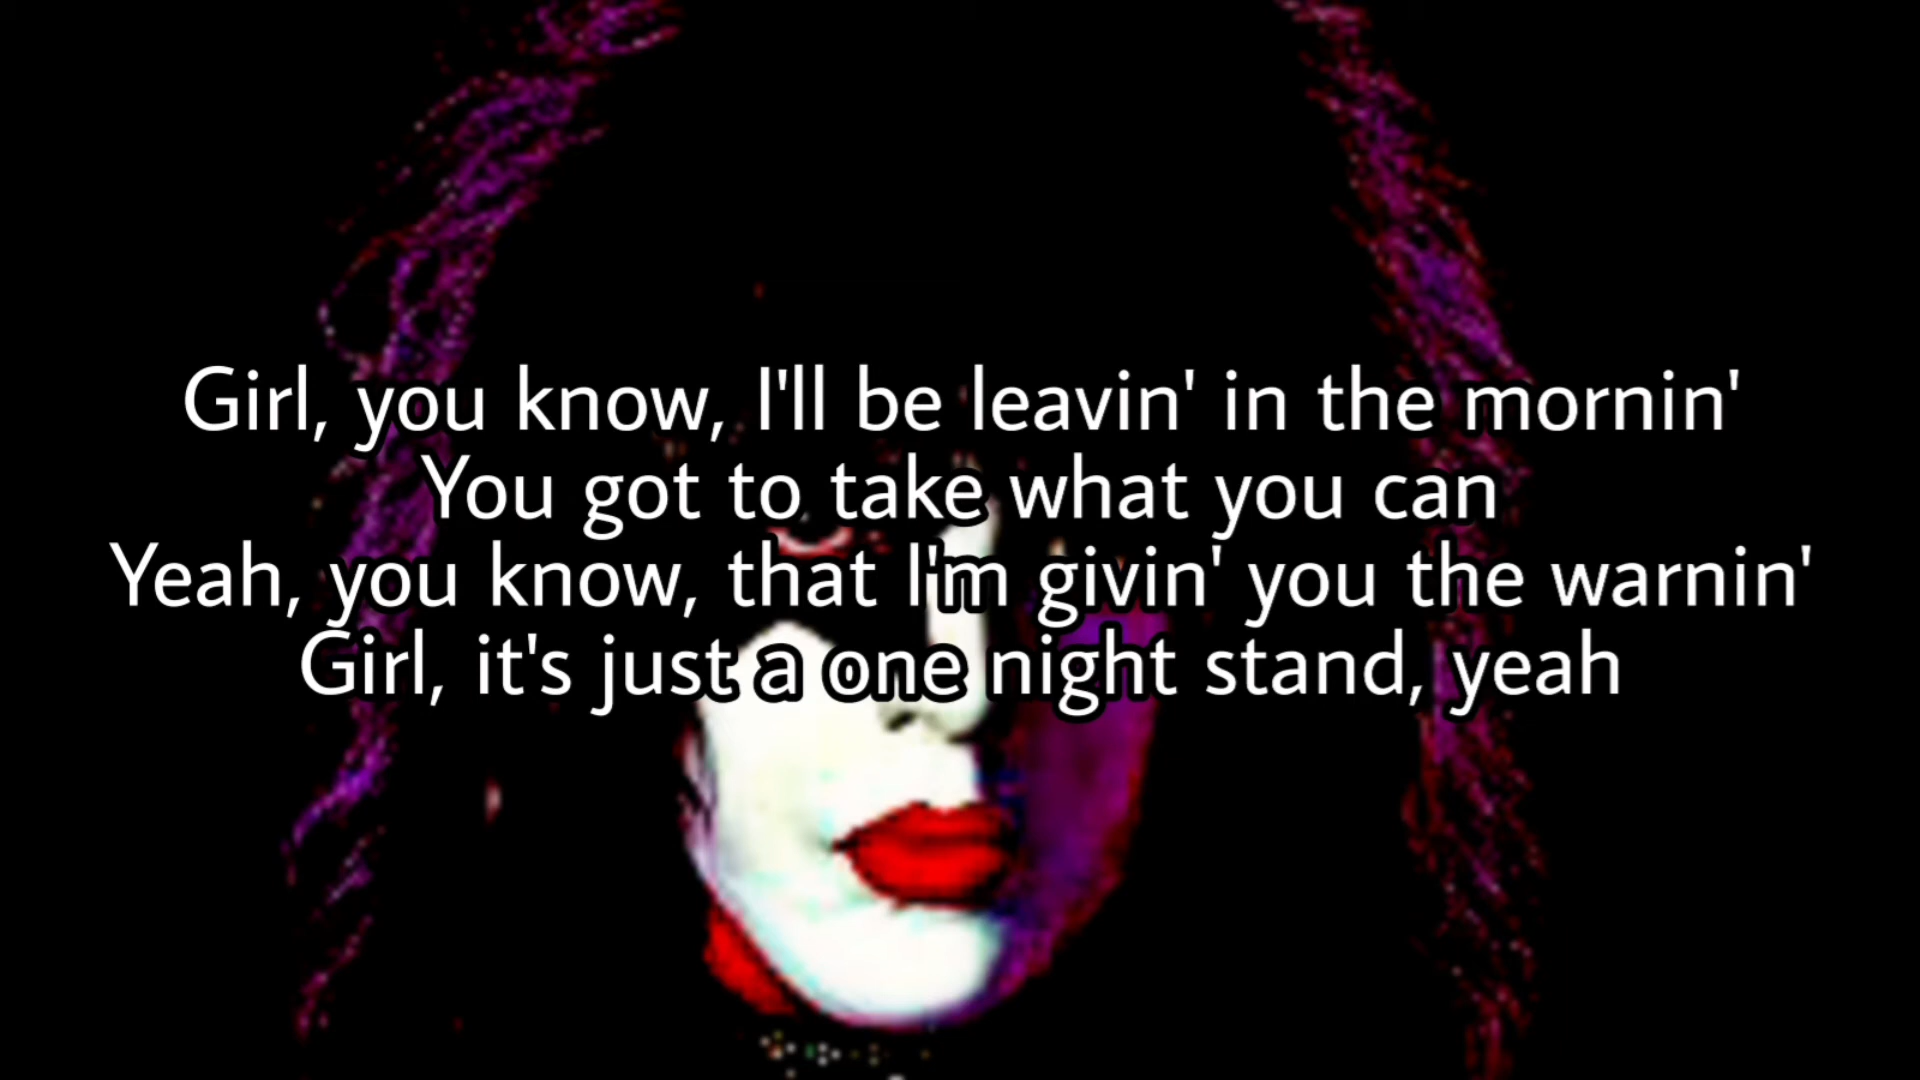 Girl, you know, I'll be leavin' in the mornin'
You got to take what you can
Yeah, you know, that I'm givin' you the warnin'
Girl, it's just a one night stand, yeah